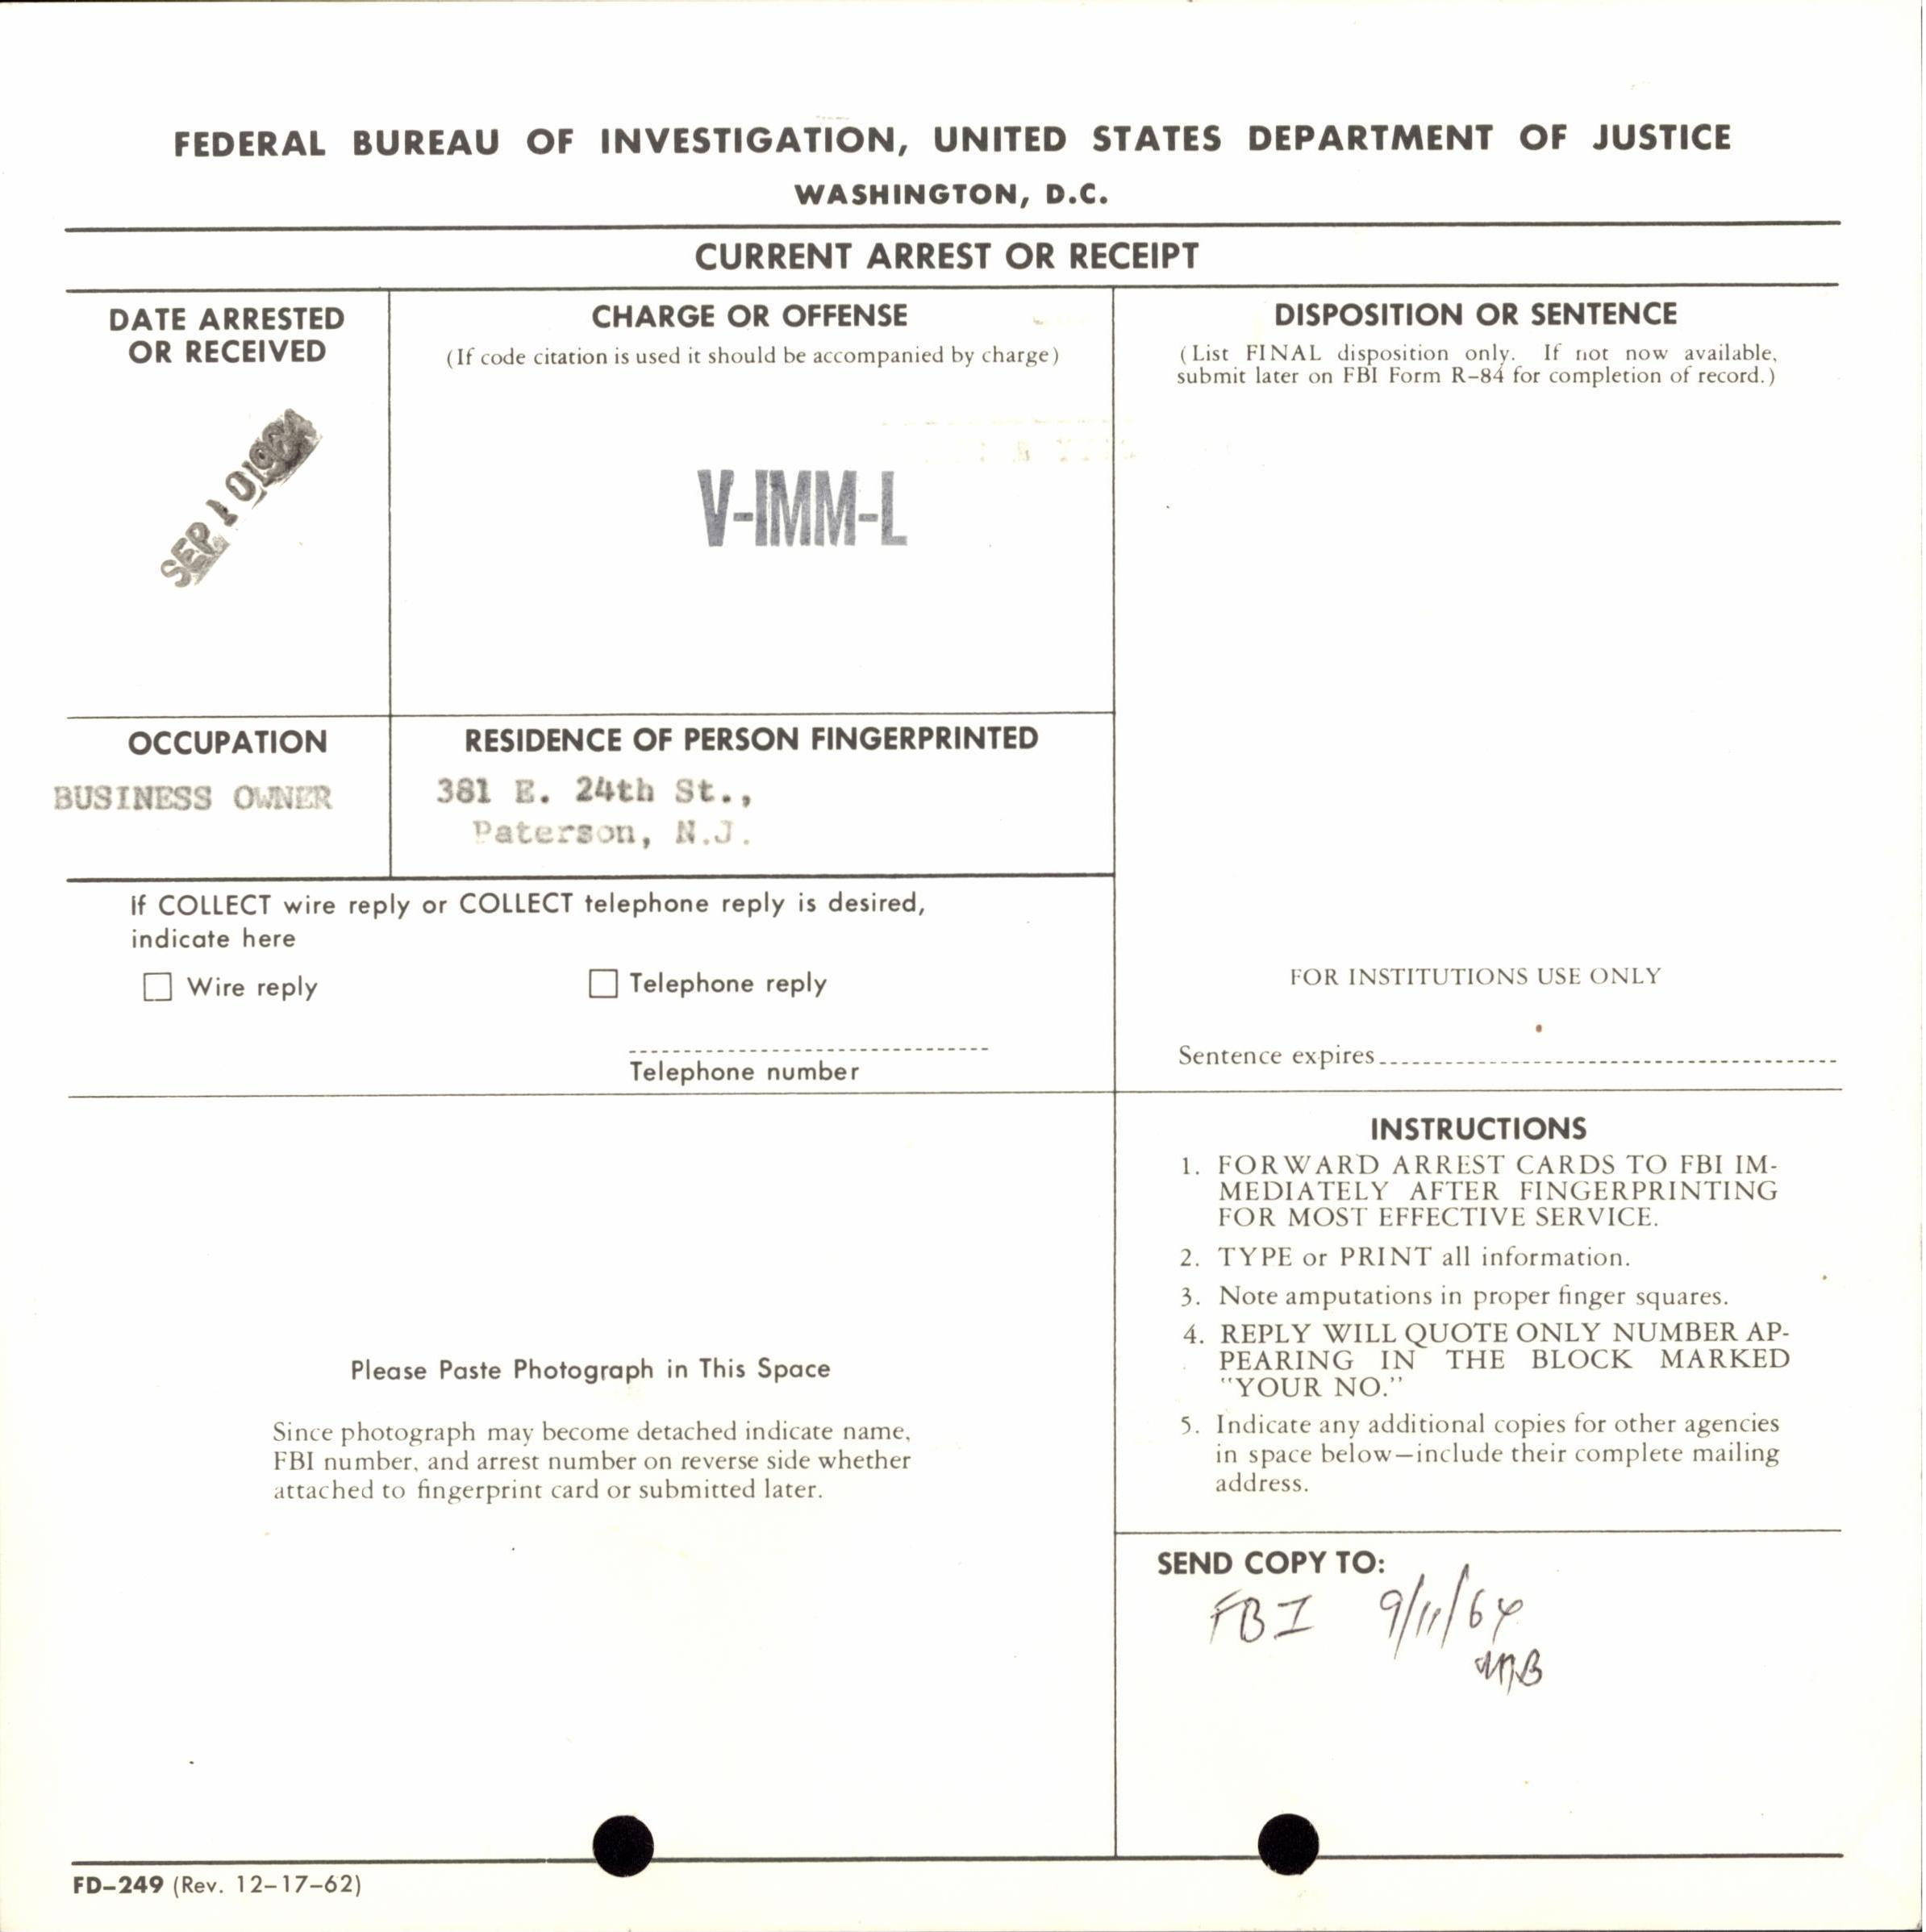 FEDERAL BUREAU OF INVESTIGATION, UNITED STATES DEPARTMENT OF JUSTICE
WASHINGTON, D.C.
CURRENT ARREST OR RECEIPT
DATE ARRESTED
OR RECEIVED
SEP 10 1964
CHARGE OR OFFENSE
(If code citation is used it should be accompanied by charge)
V-IMM-L
DISPOSITION OR SENTENCE
(List FINAL disposition only. If not now available,
submit later on FBI Form R-84 for completion of record.)
OCCUPATION
BUSINESS OWNER
RESIDENCE OF PERSON FINGERPRINTED
381 E. 24th St.,
Paterson, N.J.
If COLLECT wire reply or COLLECT telephone reply is desired,
indicate here
Wire reply
Telephone reply
Telephone number
FOR INSTITUTIONS USE ONLY
Sentence expires
Please Paste Photograph in This Space
Since photograph may become detached indicate name,
FBI number, and arrest number on reverse side whether
attached to fingerprint card or submitted later.
INSTRUCTIONS
1. FORWARD ARREST CARDS TO FBI IM-
MEDIATELY AFTER FINGERPRINTING
FOR MOST EFFECTIVE SERVICE.
2. TYPE or PRINT all information.
3. Note amputations in proper finger squares.
4. REPLY WILL QUOTE ONLY NUMBER AP-
PEARING IN THE BLOCK MARKED
"YOUR NO."
5. Indicate any additional copies for other agencies
in space below—include their complete mailing
address.
SEND COPY TO:
FBI 9/11/64
FD-249 (Rev. 12-17-62)